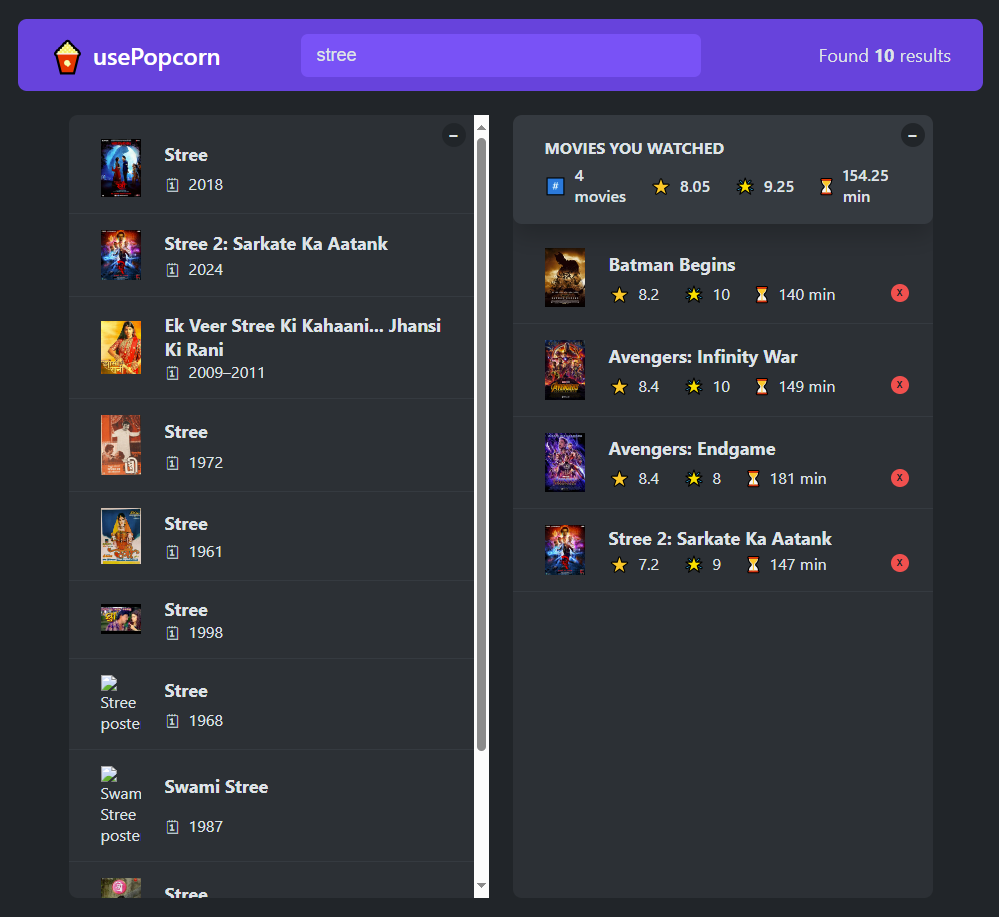 usePopcorn
stree
Found 10 results
Stree
2018
Stree 2: Sarkate Ka Aatank
2024
Ek Veer Stree Ki Kahaani... Jhansi
Ki Rani
2009–2011
Stree
1972
Stree
1961
Stree
1998
Stree
poste
Stree
1968
Swam
Stree
poste
Swami Stree
1987
Stree
MOVIES YOU WATCHED
#
4
movies
8.05
9.25
154.25
min
Batman Begins
8.2
10
140 min
X
Avengers: Infinity War
8.4
10
149 min
X
Avengers: Endgame
8.4
8
181 min
X
Stree 2: Sarkate Ka Aatank
7.2
9
147 min
X